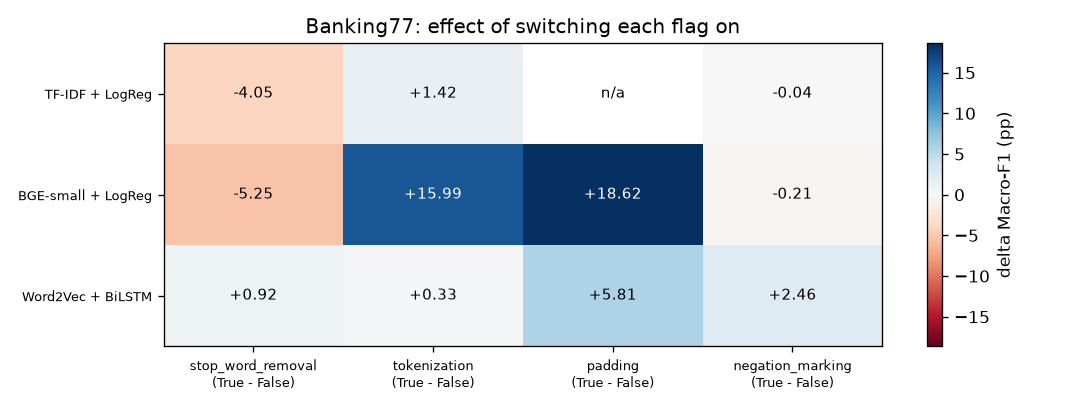 Banking77: effect of switching each flag on
TF-IDF + LogReg
-4.05
+1.42
n/a
-0.04
BGE-small + LogReg
-5.25
+15.99
+18.62
-0.21
Word2Vec + BiLSTM
+0.92
+0.33
+5.81
+2.46
stop_word_removal
(True - False)
tokenization
(True - False)
padding
(True - False)
negation_marking
(True - False)
15
10
5
0
−5
−10
−15
delta Macro-F1 (pp)